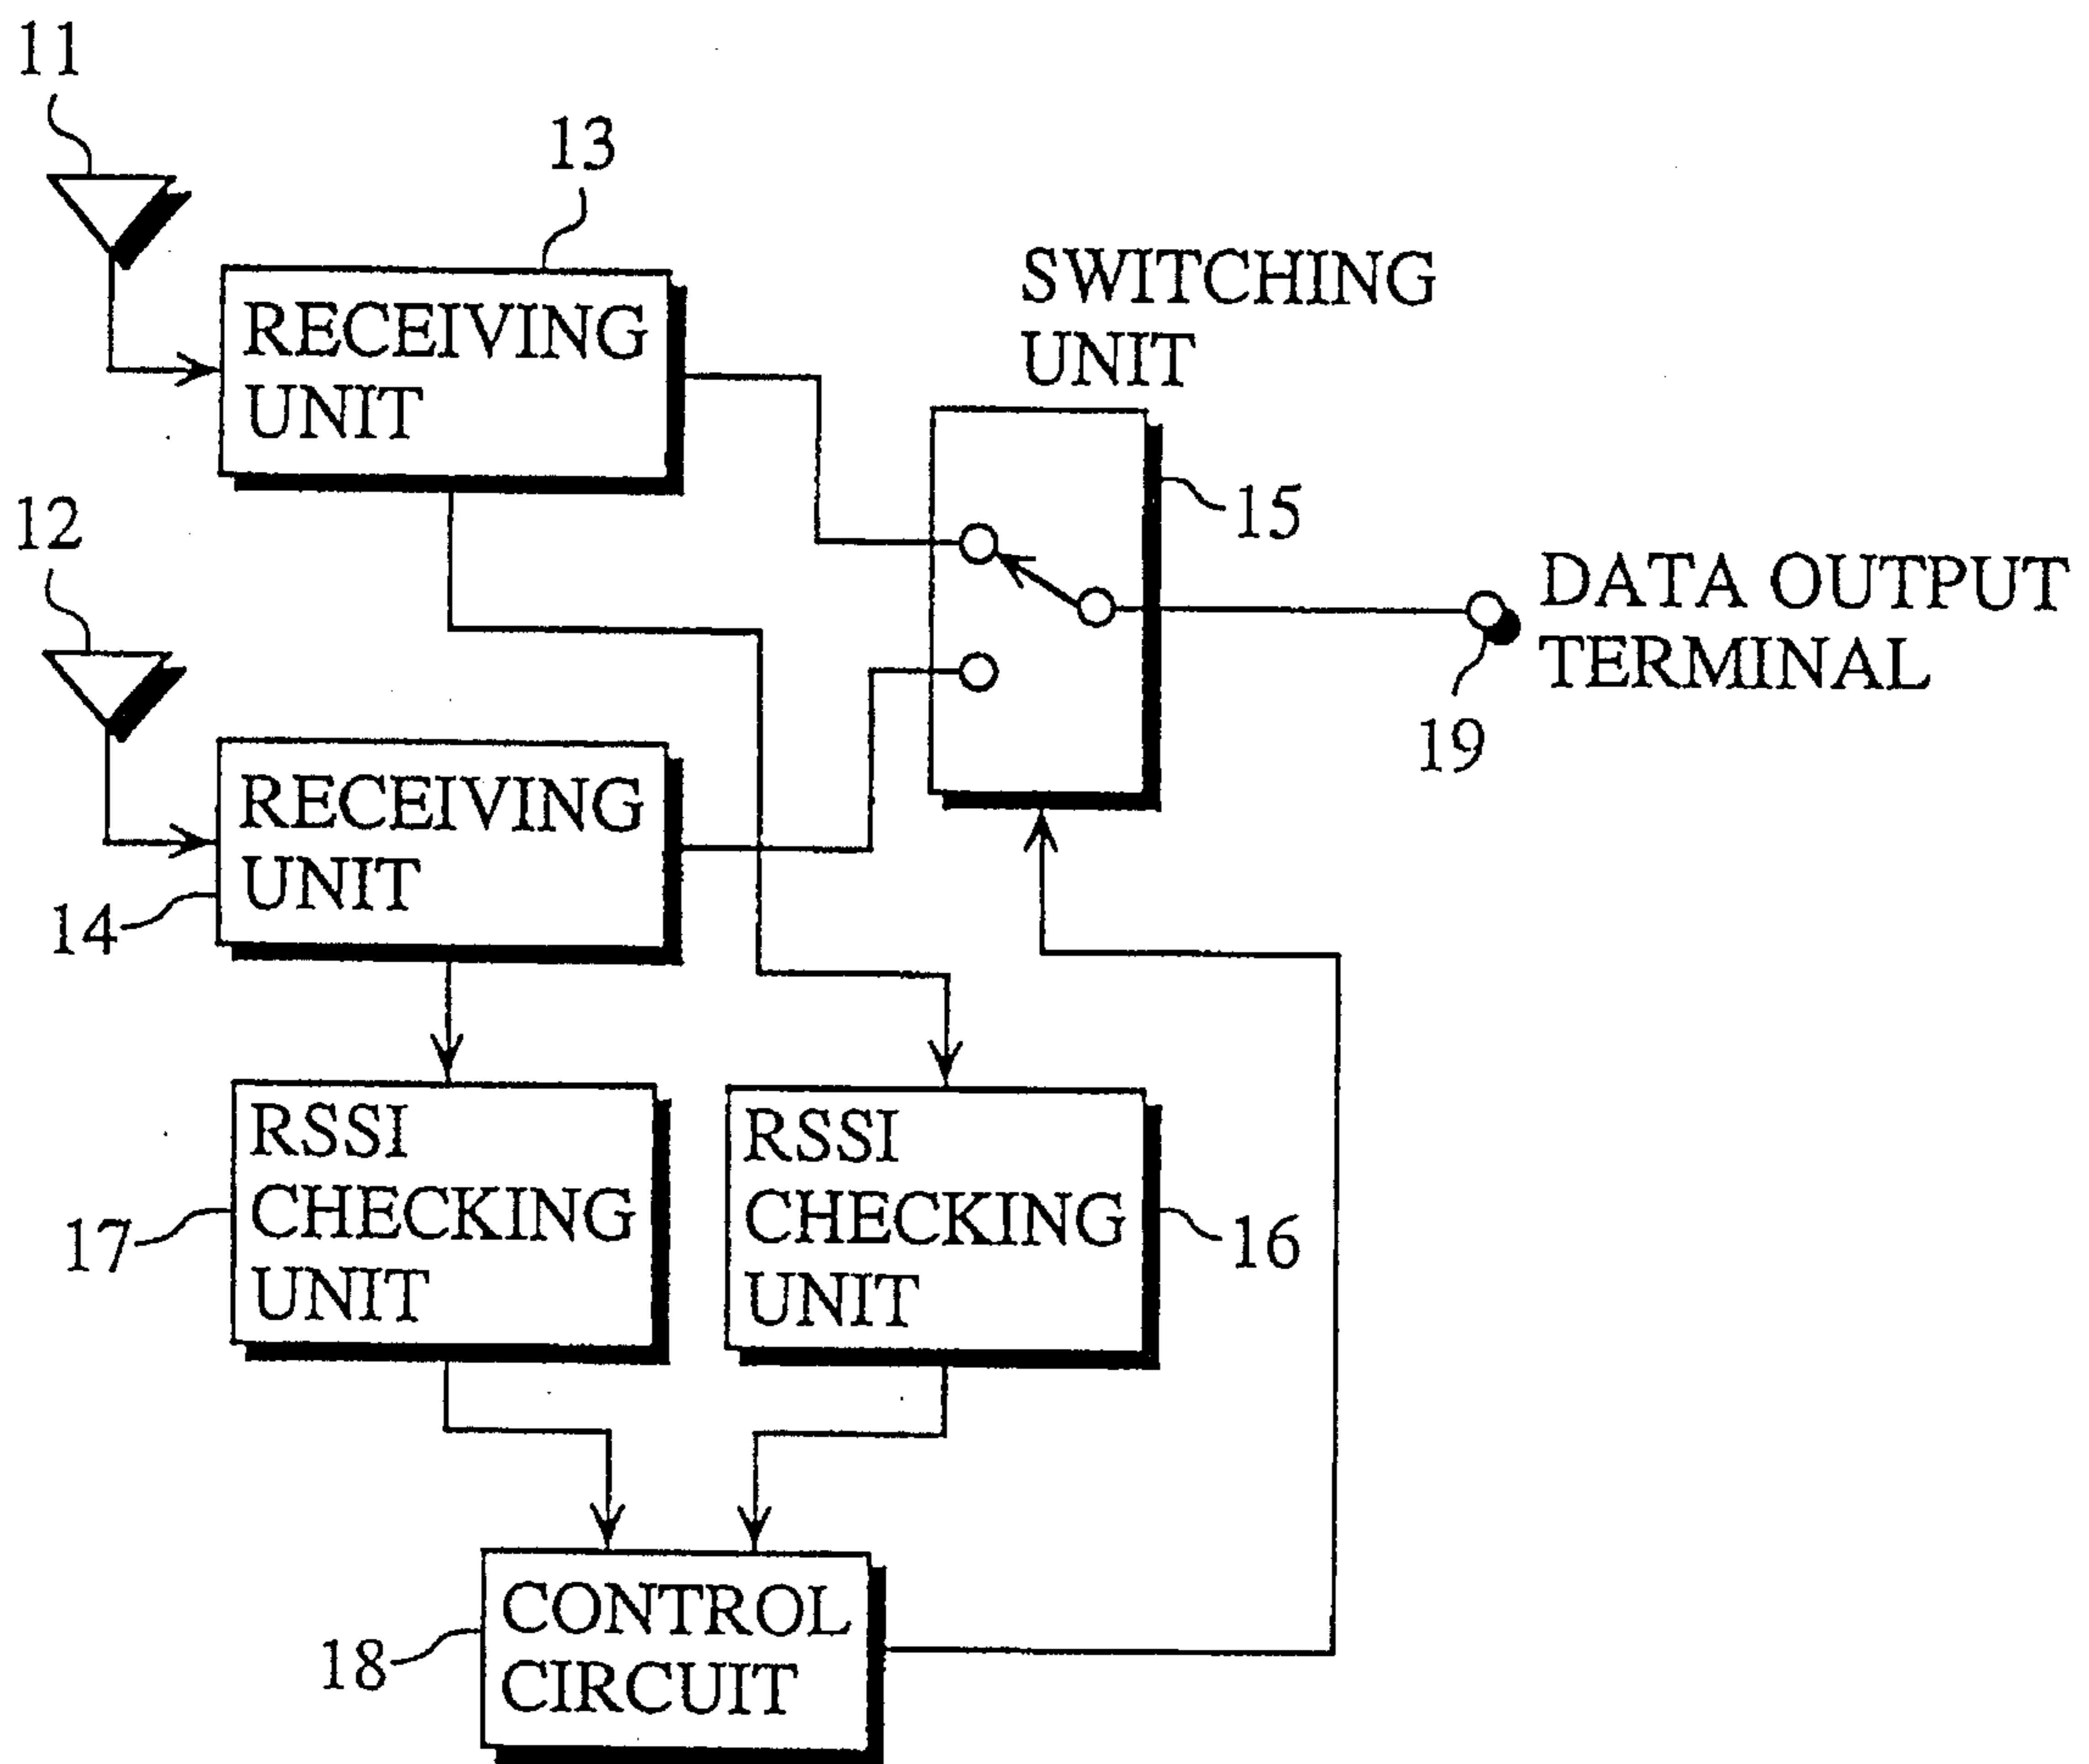 11
13
RECEIVING
UNIT
SWITCHING
UNIT
15
12
DATA OUTPUT
TERMINAL
19
RECEIVING
UNIT
14
RSSI
CHECKING
UNIT
17
RSSI
CHECKING
UNIT
16
CONTROL
CIRCUIT
18